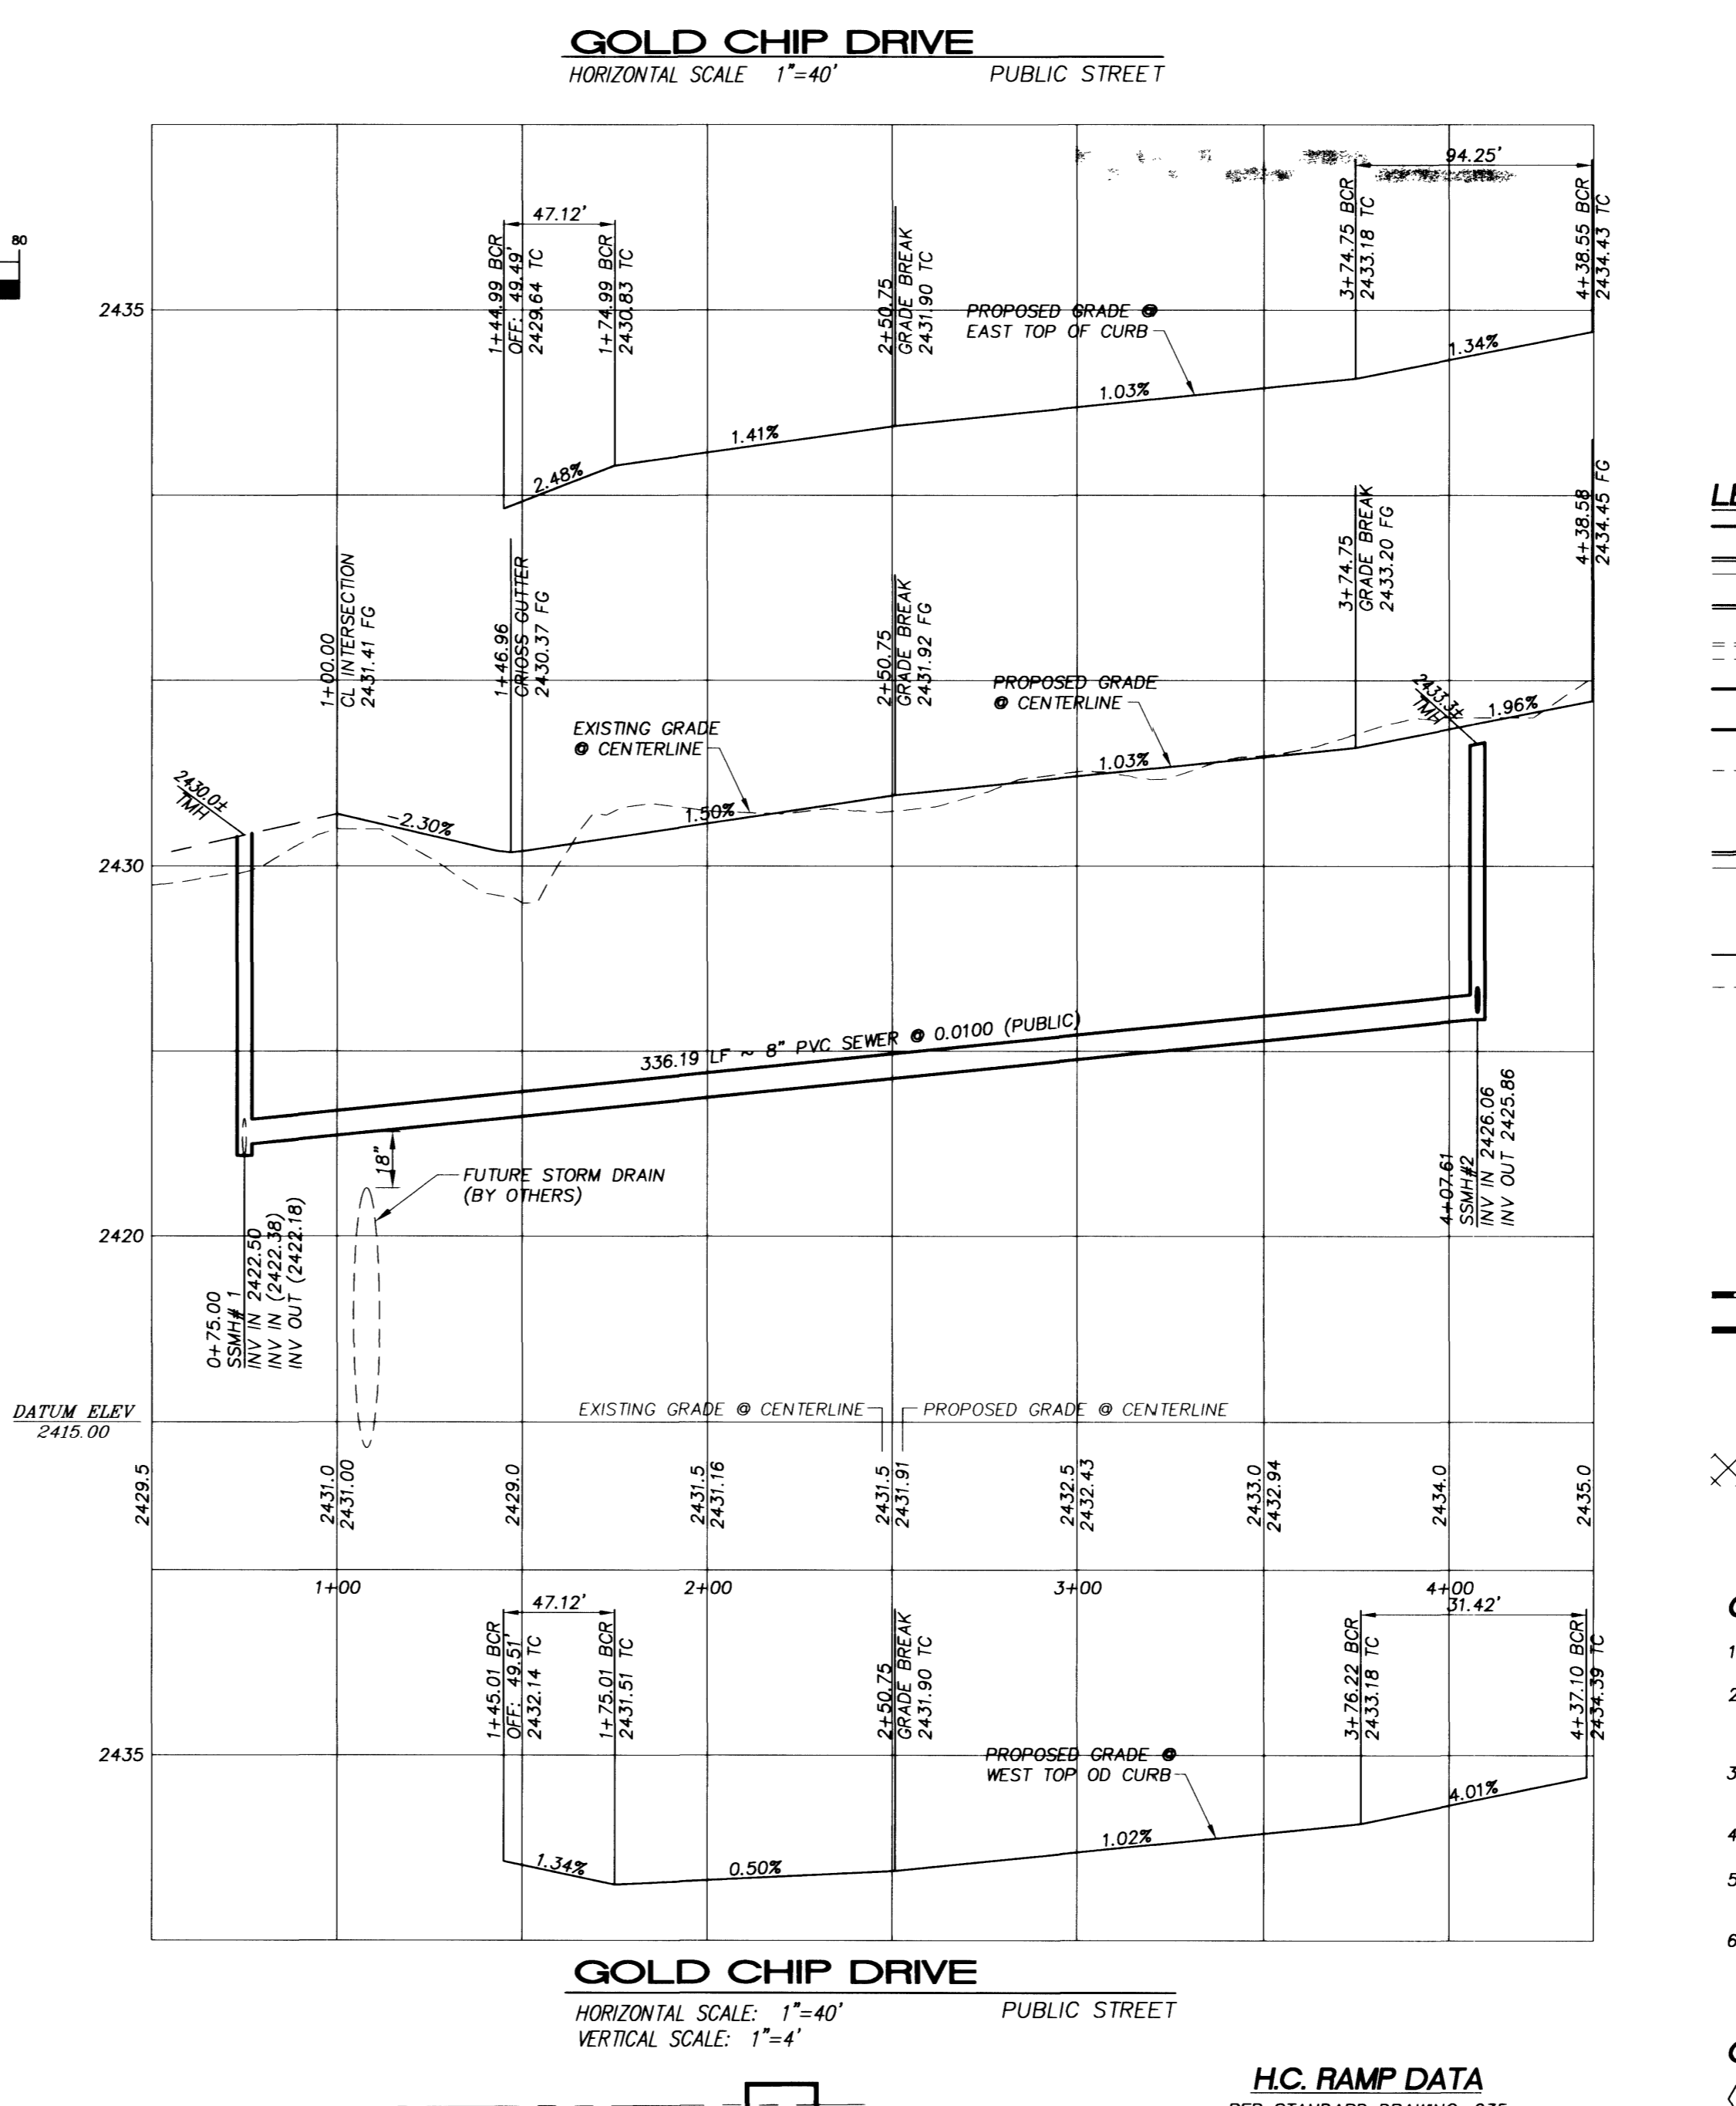 GOLD CHIP DRIVE
HORIZONTAL SCALE 1"=40' PUBLIC STREET
80
94.25'
47.12'
1+44.99 BCR
OFF: 49.49'
2429.64 TC
1+74.99 BCR
2430.83 TC
2+50.75
GRADE BREAK
2431.90 TC
3+74.75 BCR
2433.18 TC
4+38.55 BCR
2434.43 TC
2435
PROPOSED GRADE @
EAST TOP OF CURB
2.48%
1.41%
1.03%
1.34%
1+00.00
CL INTERSECTION
2431.41 FG
1+46.96
CRIOSS GUTTER
2430.37 FG
2+50.75
GRADE BREAK
2431.92 FG
3+74.75
GRADE BREAK
2433.20 FG
4+38.58
2434.45 FG
EXISTING GRADE
@ CENTERLINE
PROPOSED GRADE
@ CENTERLINE
2430.0±
TMH
2433.3±
TMH
-2.30%
1.50%
1.03%
1.96%
2430
336.19 LF ~ 8" PVC SEWER @ 0.0100 (PUBLIC)
18"
FUTURE STORM DRAIN
(BY OTHERS)
2420
0+75.00
SSMH# 1
INV IN 2422.50
INV IN (2422.38)
INV OUT (2422.18)
4+07.61
SSMH#2
INV IN 2426.06
INV OUT 2425.86
DATUM ELEV
2415.00
EXISTING GRADE @ CENTERLINE
PROPOSED GRADE @ CENTERLINE
2429.5
2431.0
2431.00
2429.0
2431.5
2431.16
2431.5
2431.91
2432.5
2432.43
2433.0
2432.94
2434.0
2435.0
1+00 2+00 3+00 4+00
47.12'
31.42'
1+45.01 BCR
OFF: 49.51'
2432.14 TC
1+75.01 BCR
2431.51 TC
2+50.75
GRADE BREAK
2431.90 TC
3+76.22 BCR
2433.18 TC
4+37.10 BCR
2434.39 TC
2435
PROPOSED GRADE @
WEST TOP OD CURB
1.34%
0.50%
1.02%
4.01%
GOLD CHIP DRIVE
HORIZONTAL SCALE: 1"=40' PUBLIC STREET
VERTICAL SCALE: 1"=4'
H.C. RAMP DATA
1
2
3
4
5
6